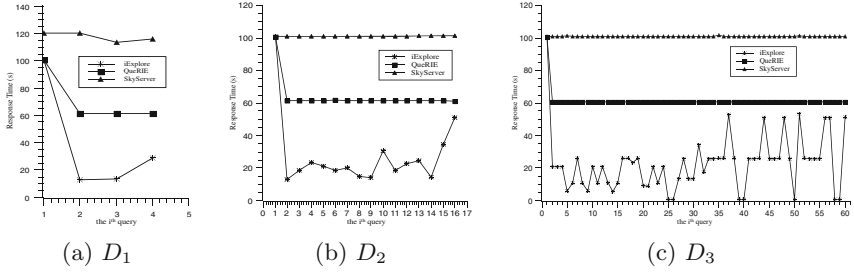 140
120
100
80
60
40
20
0
Response Time (s)
iExplore
QueRIE
SkyServer
1 2 3 4 5
the iᵗʰ query
(a) D₁
120
100
80
60
40
20
0
Response Time (s)
iExplore
QueRIE
SkyServer
0 1 2 3 4 5 6 7 8 9 10 11 12 13 14 15 16 17
the iᵗʰ query
(b) D₂
120
100
80
60
40
20
0
Response Time (s)
iExplore
QueRIE
SkyServer
0 5 10 15 20 25 30 35 40 45 50 55 60
the iᵗʰ query
(c) D₃